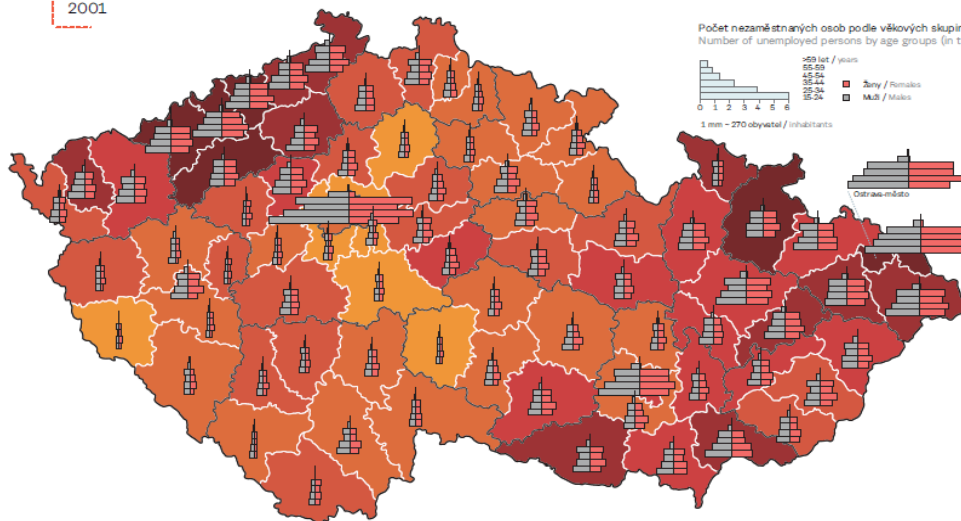 2001
Počet nezaměstnaných osob podle věkových skupin
Number of unemployed persons by age groups (in t
>59 let / years
55-59
45-54
35-44
25-34
15-24
0 1 2 3 4 5 6
Ženy / Females
Muži / Males
1 mm – 270 obyvatel / inhabitants
Ostrava-město